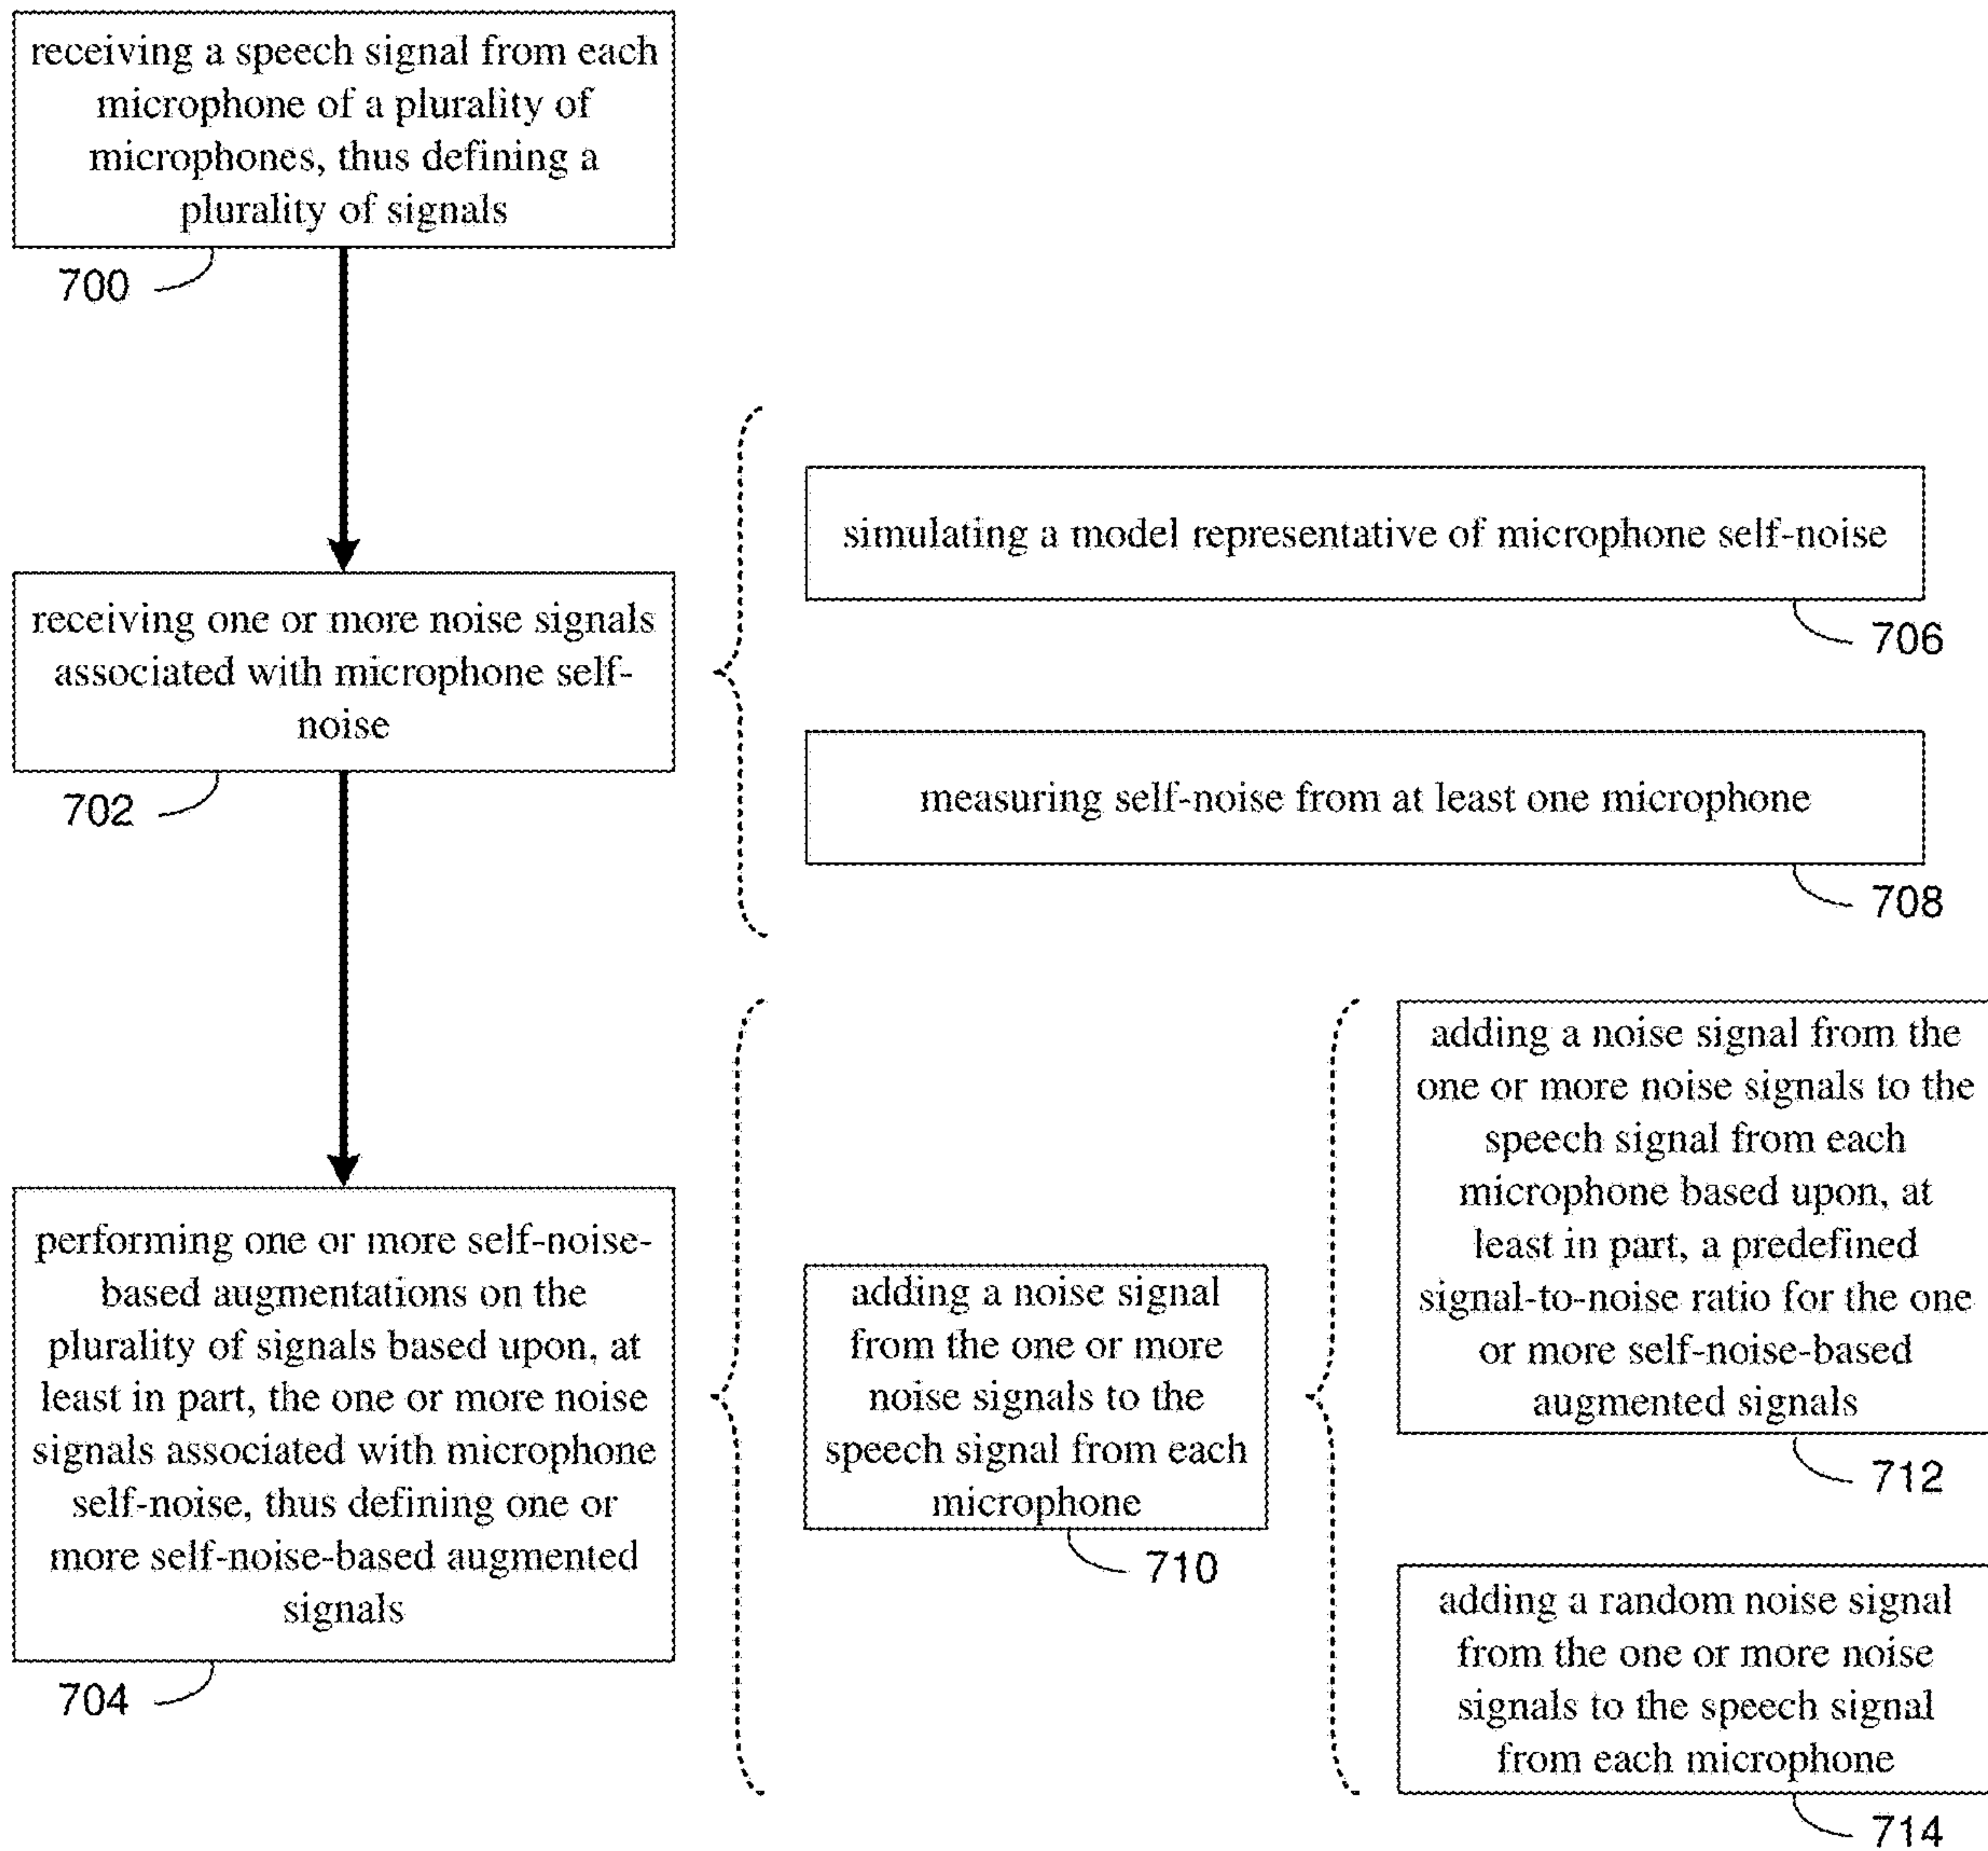 receiving a speech signal from each
microphone of a plurality of
microphones, thus defining a
plurality of signals
700
receiving one or more noise signals
associated with microphone self-
noise
702
simulating a model representative of microphone self-noise
706
measuring self-noise from at least one microphone
708
performing one or more self-noise-
based augmentations on the
plurality of signals based upon, at
least in part, the one or more noise
signals associated with microphone
self-noise, thus defining one or
more self-noise-based augmented
signals
704
adding a noise signal
from the one or more
noise signals to the
speech signal from each
microphone
710
adding a noise signal from the
one or more noise signals to the
speech signal from each
microphone based upon, at
least in part, a predefined
signal-to-noise ratio for the one
or more self-noise-based
augmented signals
712
adding a random noise signal
from the one or more noise
signals to the speech signal
from each microphone
714